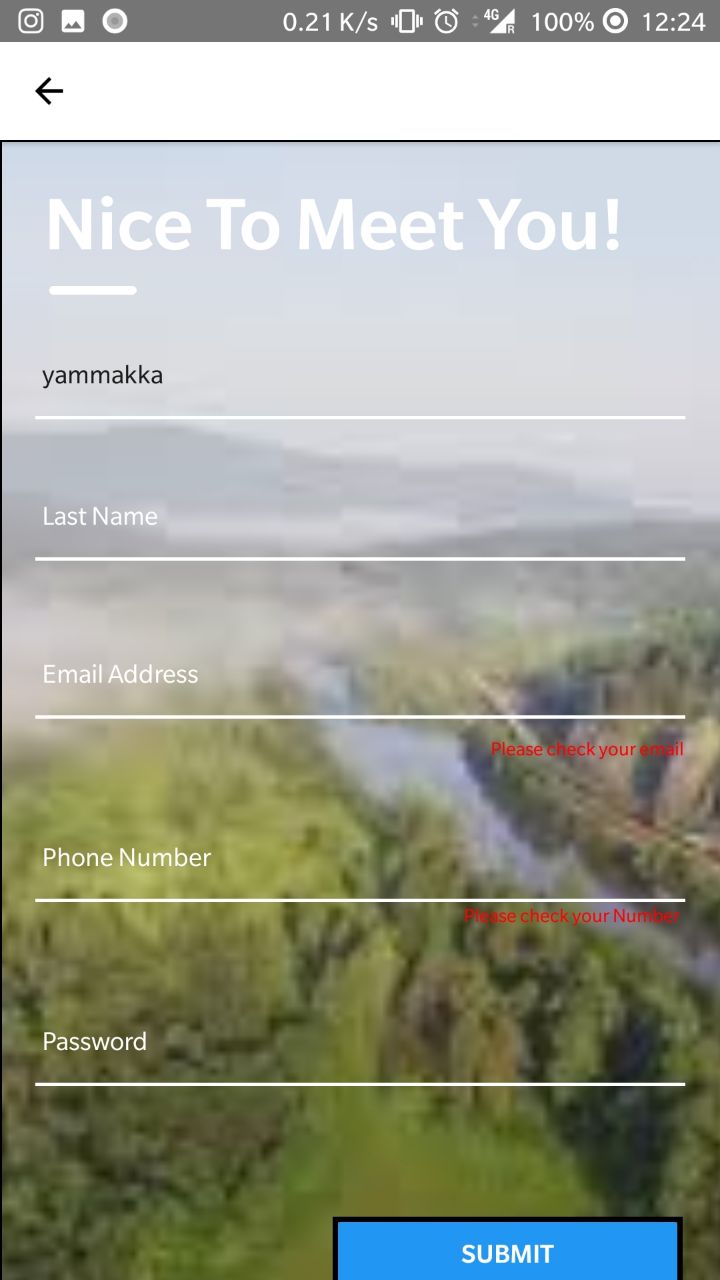 0.21 K/s 4G R 100% 12:24
Nice To Meet You!
yammakka
Last Name
Email Address
Please check your email
Phone Number
Please check your Number
Password
SUBMIT